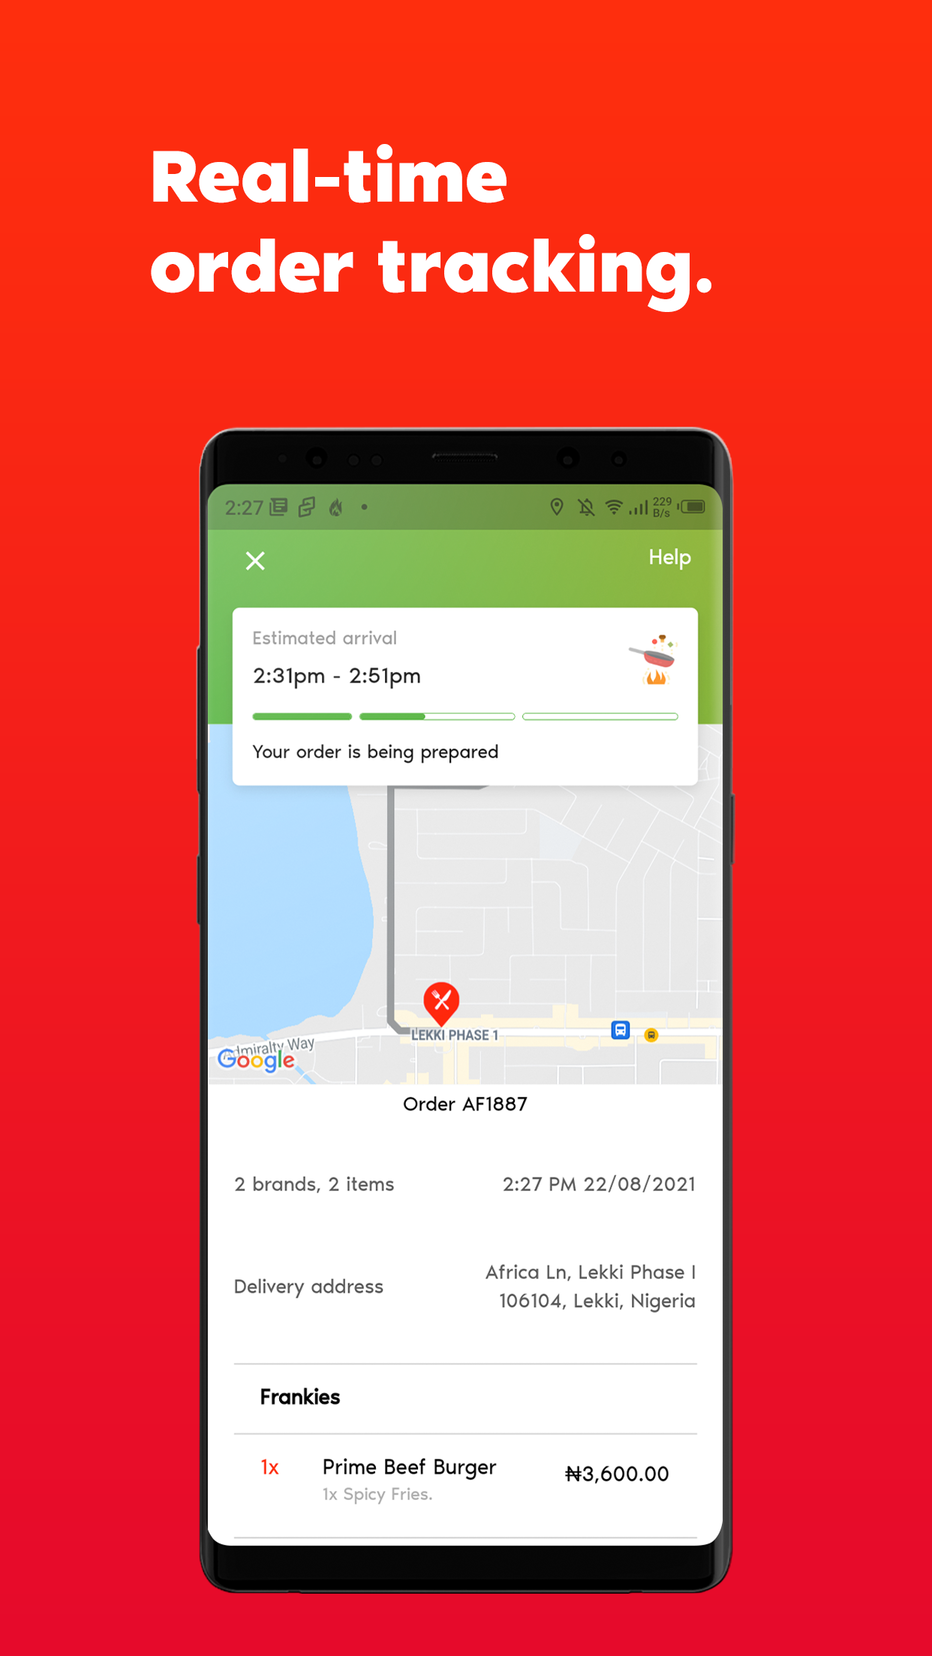 Real-time
order tracking.
2:27
229
B/s
Help
Estimated arrival
2:31pm - 2:51pm
Your order is being prepared
LEKKI PHASE 1
Admiralty Way
Google
Order AF1887
2 brands, 2 items
2:27 PM 22/08/2021
Delivery address
Africa Ln, Lekki Phase I
106104, Lekki, Nigeria
Frankies
1x Prime Beef Burger ₦3,600.00
1x Spicy Fries.